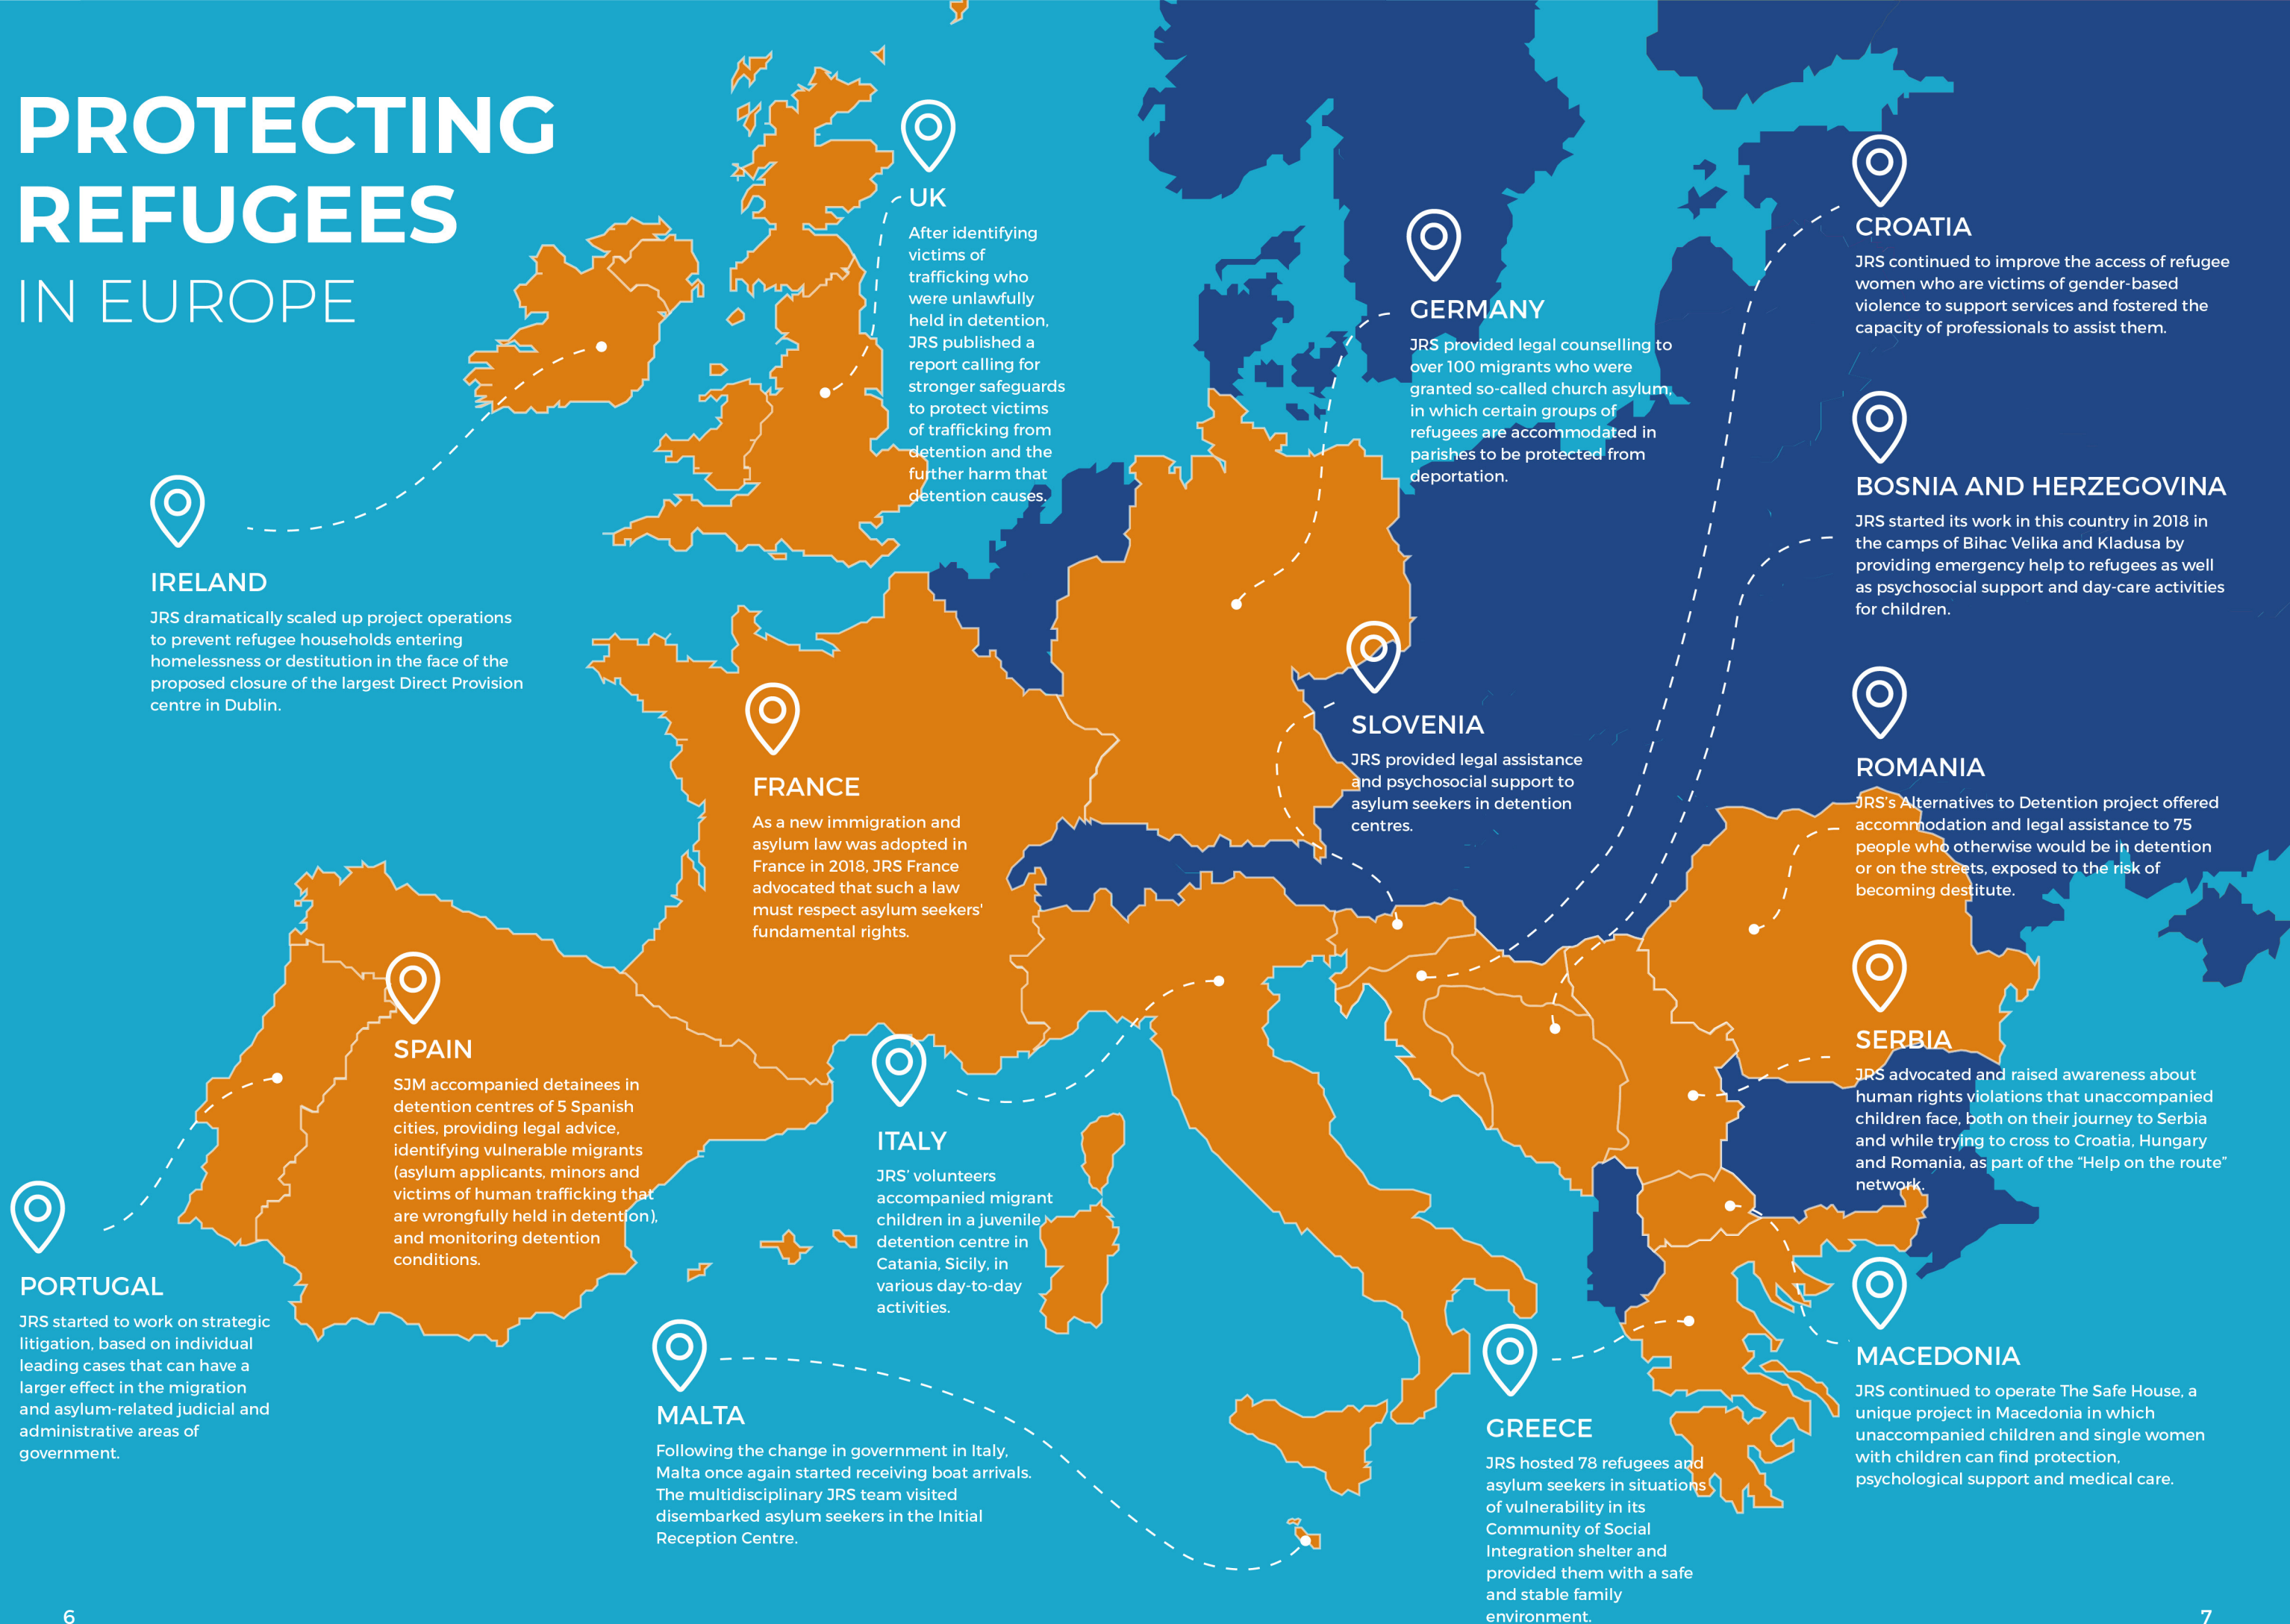 PROTECTING
REFUGEES
IN EUROPE
UK
After identifying
victims of
trafficking who
were unlawfully
held in detention,
JRS published a
report calling for
stronger safeguards
to protect victims
of trafficking from
detention and the
further harm that
detention causes.
GERMANY
JRS provided legal counselling to
over 100 migrants who were
granted so-called church asylum,
in which certain groups of
refugees are accommodated in
parishes to be protected from
deportation.
CROATIA
JRS continued to improve the access of refugee
women who are victims of gender-based
violence to support services and fostered the
capacity of professionals to assist them.
BOSNIA AND HERZEGOVINA
JRS started its work in this country in 2018 in
the camps of Bihac Velika and Kladusa by
providing emergency help to refugees as well
as psychosocial support and day-care activities
for children.
IRELAND
JRS dramatically scaled up project operations
to prevent refugee households entering
homelessness or destitution in the face of the
proposed closure of the largest Direct Provision
centre in Dublin.
FRANCE
As a new immigration and
asylum law was adopted in
France in 2018, JRS France
advocated that such a law
must respect asylum seekers'
fundamental rights.
SLOVENIA
JRS provided legal assistance
and psychosocial support to
asylum seekers in detention
centres.
ROMANIA
JRS's Alternatives to Detention project offered
accommodation and legal assistance to 75
people who otherwise would be in detention
or on the streets, exposed to the risk of
becoming destitute.
SPAIN
SJM accompanied detainees in
detention centres of 5 Spanish
cities, providing legal advice,
identifying vulnerable migrants
(asylum applicants, minors and
victims of human trafficking that
are wrongfully held in detention),
and monitoring detention
conditions.
ITALY
JRS' volunteers
accompanied migrant
children in a juvenile
detention centre in
Catania, Sicily, in
various day-to-day
activities.
SERBIA
JRS advocated and raised awareness about
human rights violations that unaccompanied
children face, both on their journey to Serbia
and while trying to cross to Croatia, Hungary
and Romania, as part of the “Help on the route”
network.
PORTUGAL
JRS started to work on strategic
litigation, based on individual
leading cases that can have a
larger effect in the migration
and asylum-related judicial and
administrative areas of
government.
MALTA
Following the change in government in Italy,
Malta once again started receiving boat arrivals.
The multidisciplinary JRS team visited
disembarked asylum seekers in the Initial
Reception Centre.
GREECE
JRS hosted 78 refugees and
asylum seekers in situations
of vulnerability in its
Community of Social
Integration shelter and
provided them with a safe
and stable family
environment.
MACEDONIA
JRS continued to operate The Safe House, a
unique project in Macedonia in which
unaccompanied children and single women
with children can find protection,
psychological support and medical care.
6
7